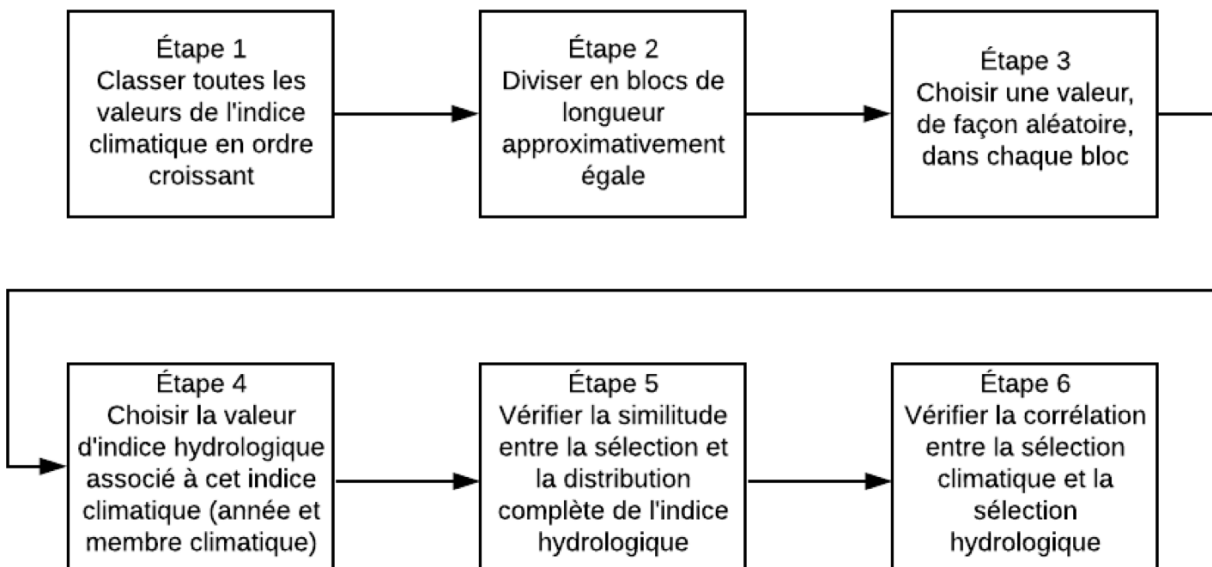 Étape 1
Classer toutes les
valeurs de l'indice
climatique en ordre
croissant
Étape 2
Diviser en blocs de
longueur
approximativement
égale
Étape 3
Choisir une valeur,
de façon aléatoire,
dans chaque bloc
Étape 4
Choisir la valeur
d'indice hydrologique
associé à cet indice
climatique (année et
membre climatique)
Étape 5
Vérifier la similitude
entre la sélection et
la distribution
complète de l'indice
hydrologique
Étape 6
Vérifier la corrélation
entre la sélection
climatique et la
sélection
hydrologique